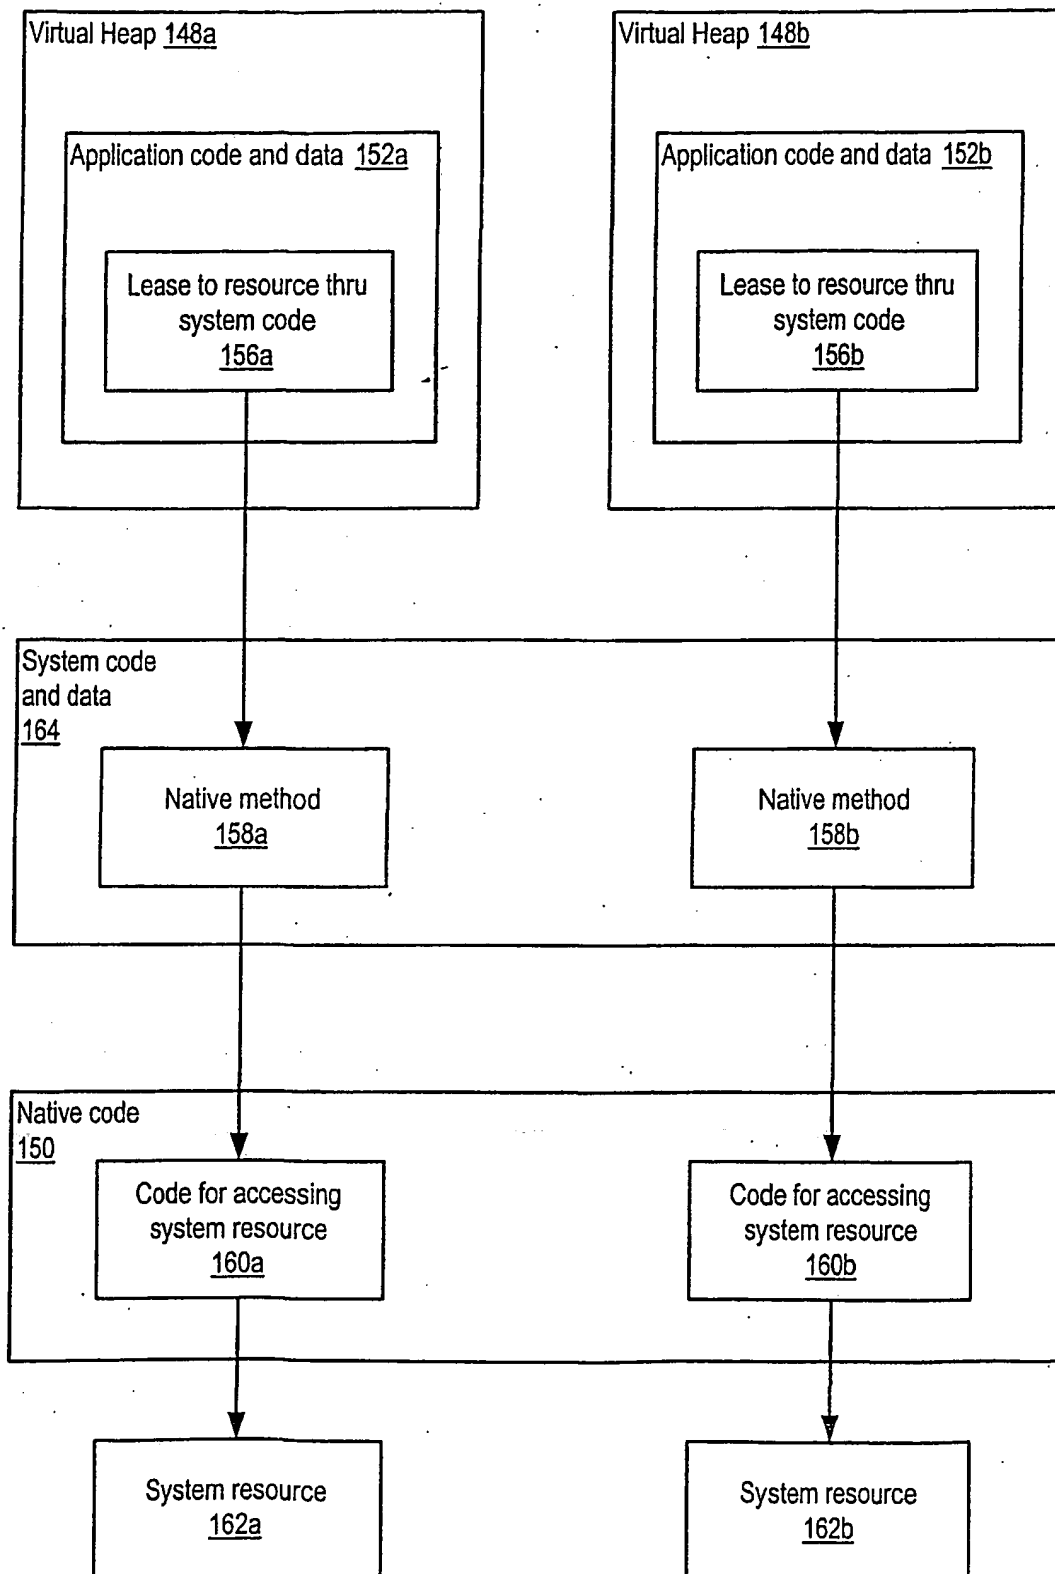 Virtual Heap 148a
Virtual Heap 148b
Application code and data 152a
Application code and data 152b
Lease to resource thru
system code
156a
Lease to resource thru
system code
156b
System code
and data
164
Native method
158a
Native method
158b
Native code
150
Code for accessing
system resource
160a
Code for accessing
system resource
160b
System resource
162a
System resource
162b